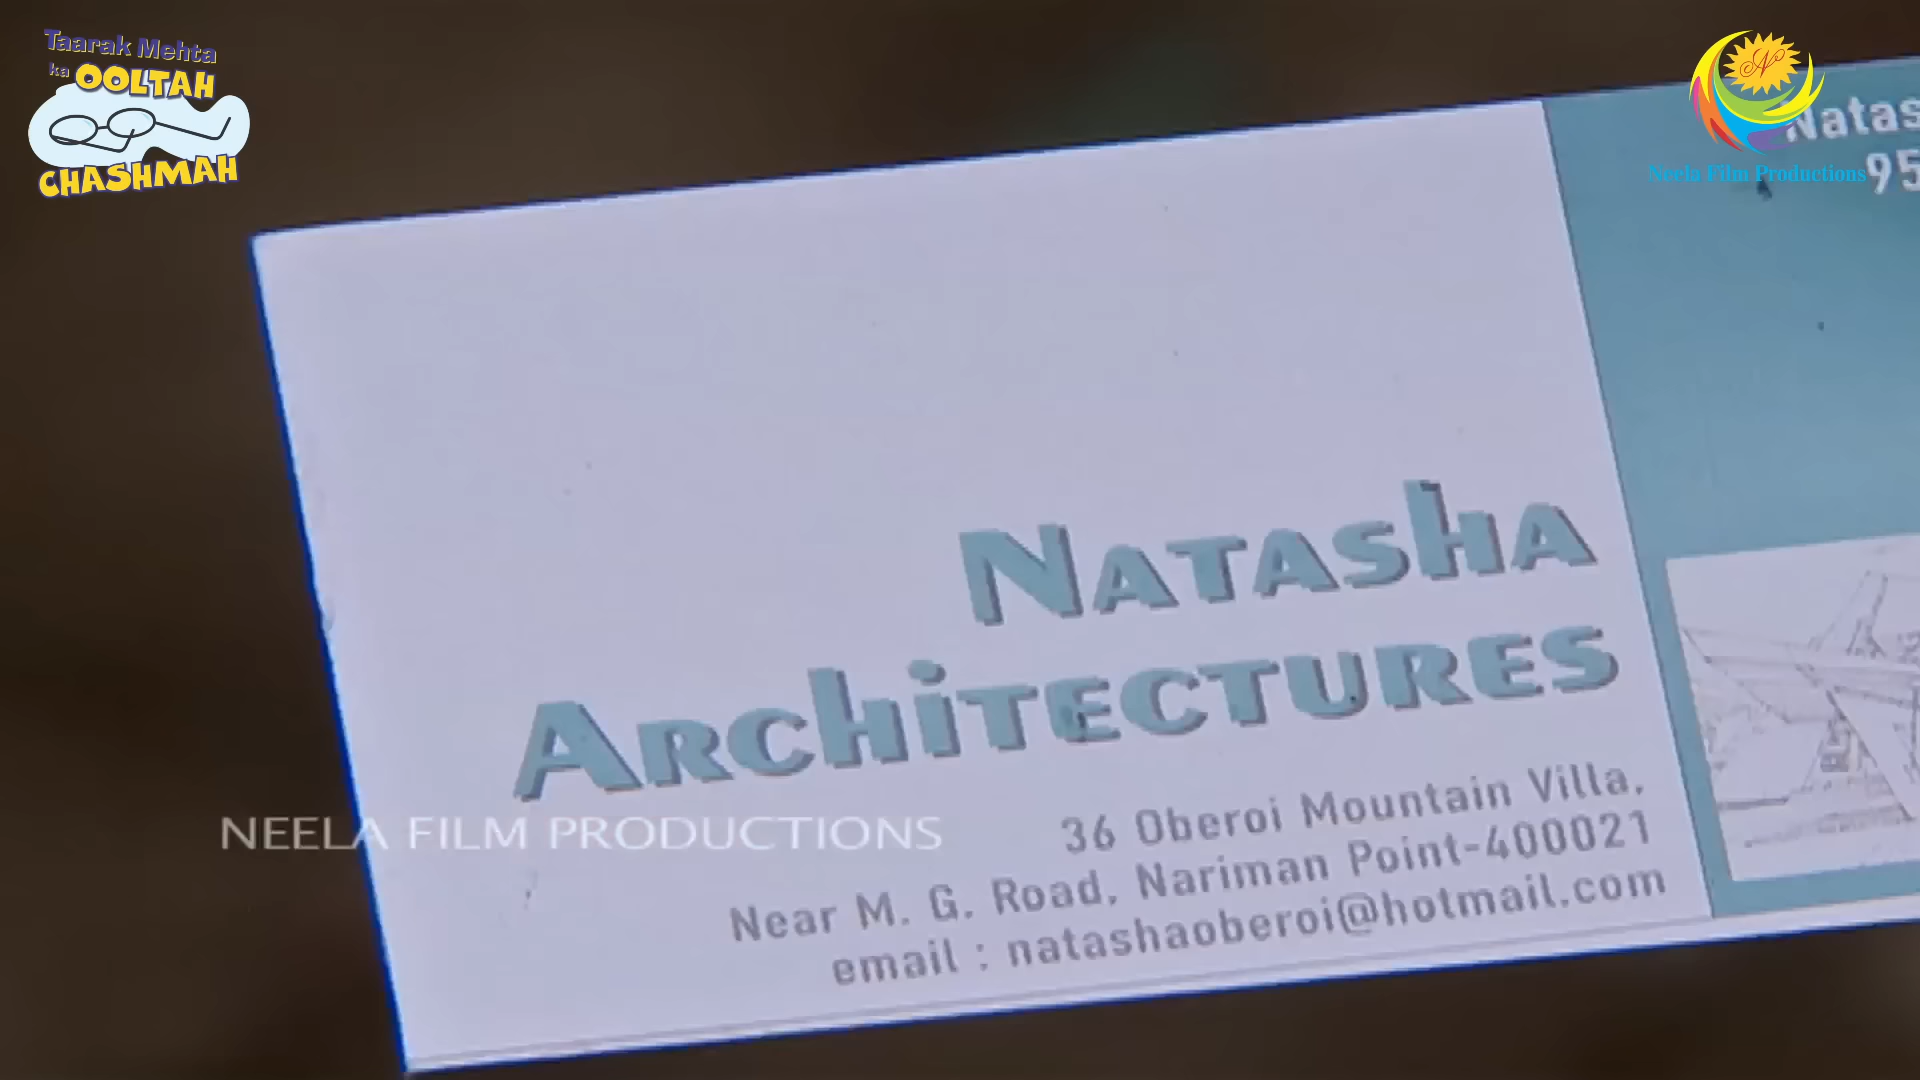 Taarak Mehta
ka OOLTAH
CHASHMAH
Neela Film Productions
95
NATASHA
ARCHITECTURES
36 Oberoi Mountain Villa,
Near M. G. Road, Nariman Point-400021
email : natashaoberoi@hotmail.com
NEELA FILM PRODUCTIONS